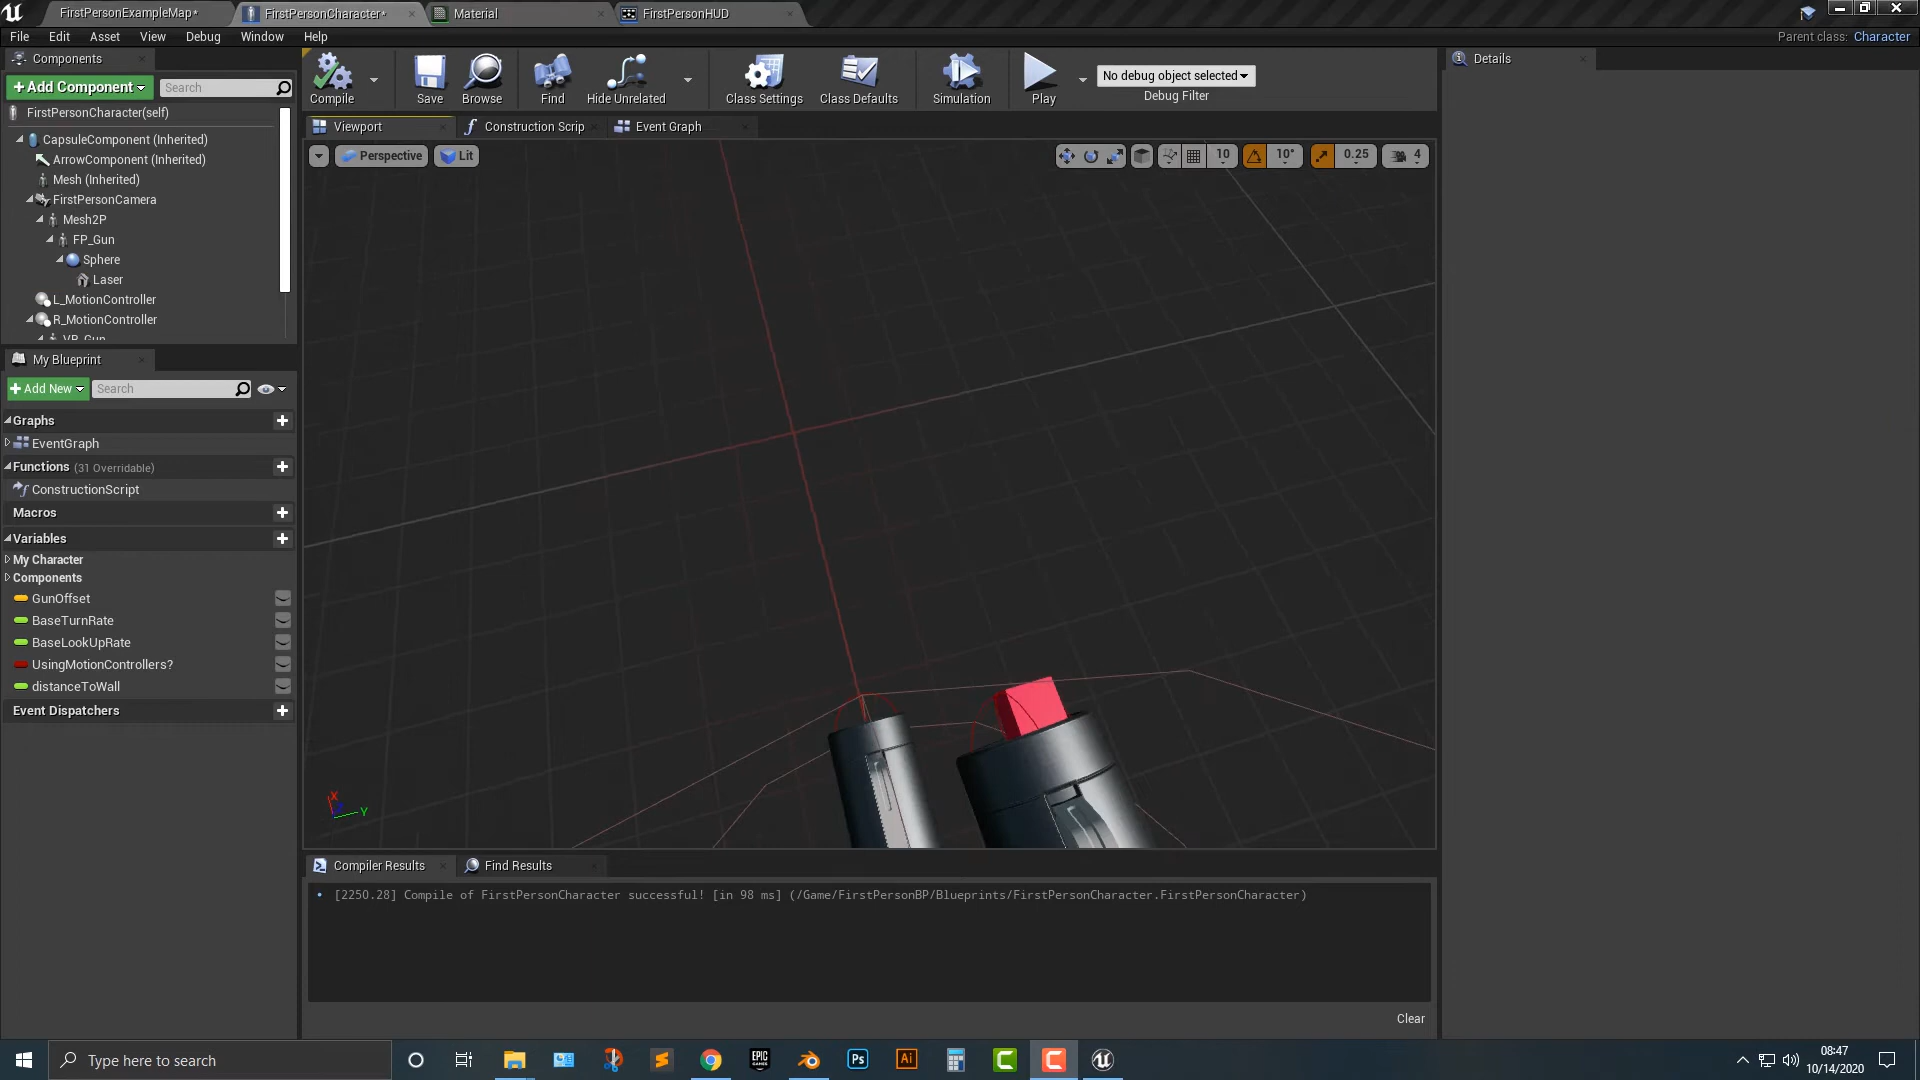 FirstPersonExampleMap*
FirstPersonCharacter*
Material
FirstPersonHUD
File Edit Asset View Debug Window Help
Parent class: Character
Components
+Add Component
Search
FirstPersonCharacter(self)
CapsuleComponent (Inherited)
ArrowComponent (Inherited)
Mesh (Inherited)
FirstPersonCamera
Mesh2P
FP_Gun
Sphere
Laser
L_MotionController
R_MotionController
VR_Gun
Compile
Save
Browse
Find
Hide Unrelated
Class Settings
Class Defaults
Simulation
Play
No debug object selected
Debug Filter
Details
Viewport
Construction Scrip
Event Graph
Perspective
Lit
10
10°
0.25
4
X
Y
My Blueprint
+Add New
Search
Graphs
EventGraph
Functions (31 Overridable)
ConstructionScript
Macros
Variables
My Character
Components
GunOffset
BaseTurnRate
BaseLookUpRate
UsingMotionControllers?
distanceToWall
Event Dispatchers
Compiler Results
Find Results
[2250.28] Compile of FirstPersonCharacter successful! [in 98 ms] (/Game/FirstPersonBP/Blueprints/FirstPersonCharacter.FirstPersonCharacter)
Clear
Type here to search
EPIC GAMES
Ps
Ai
08:47
10/14/2020